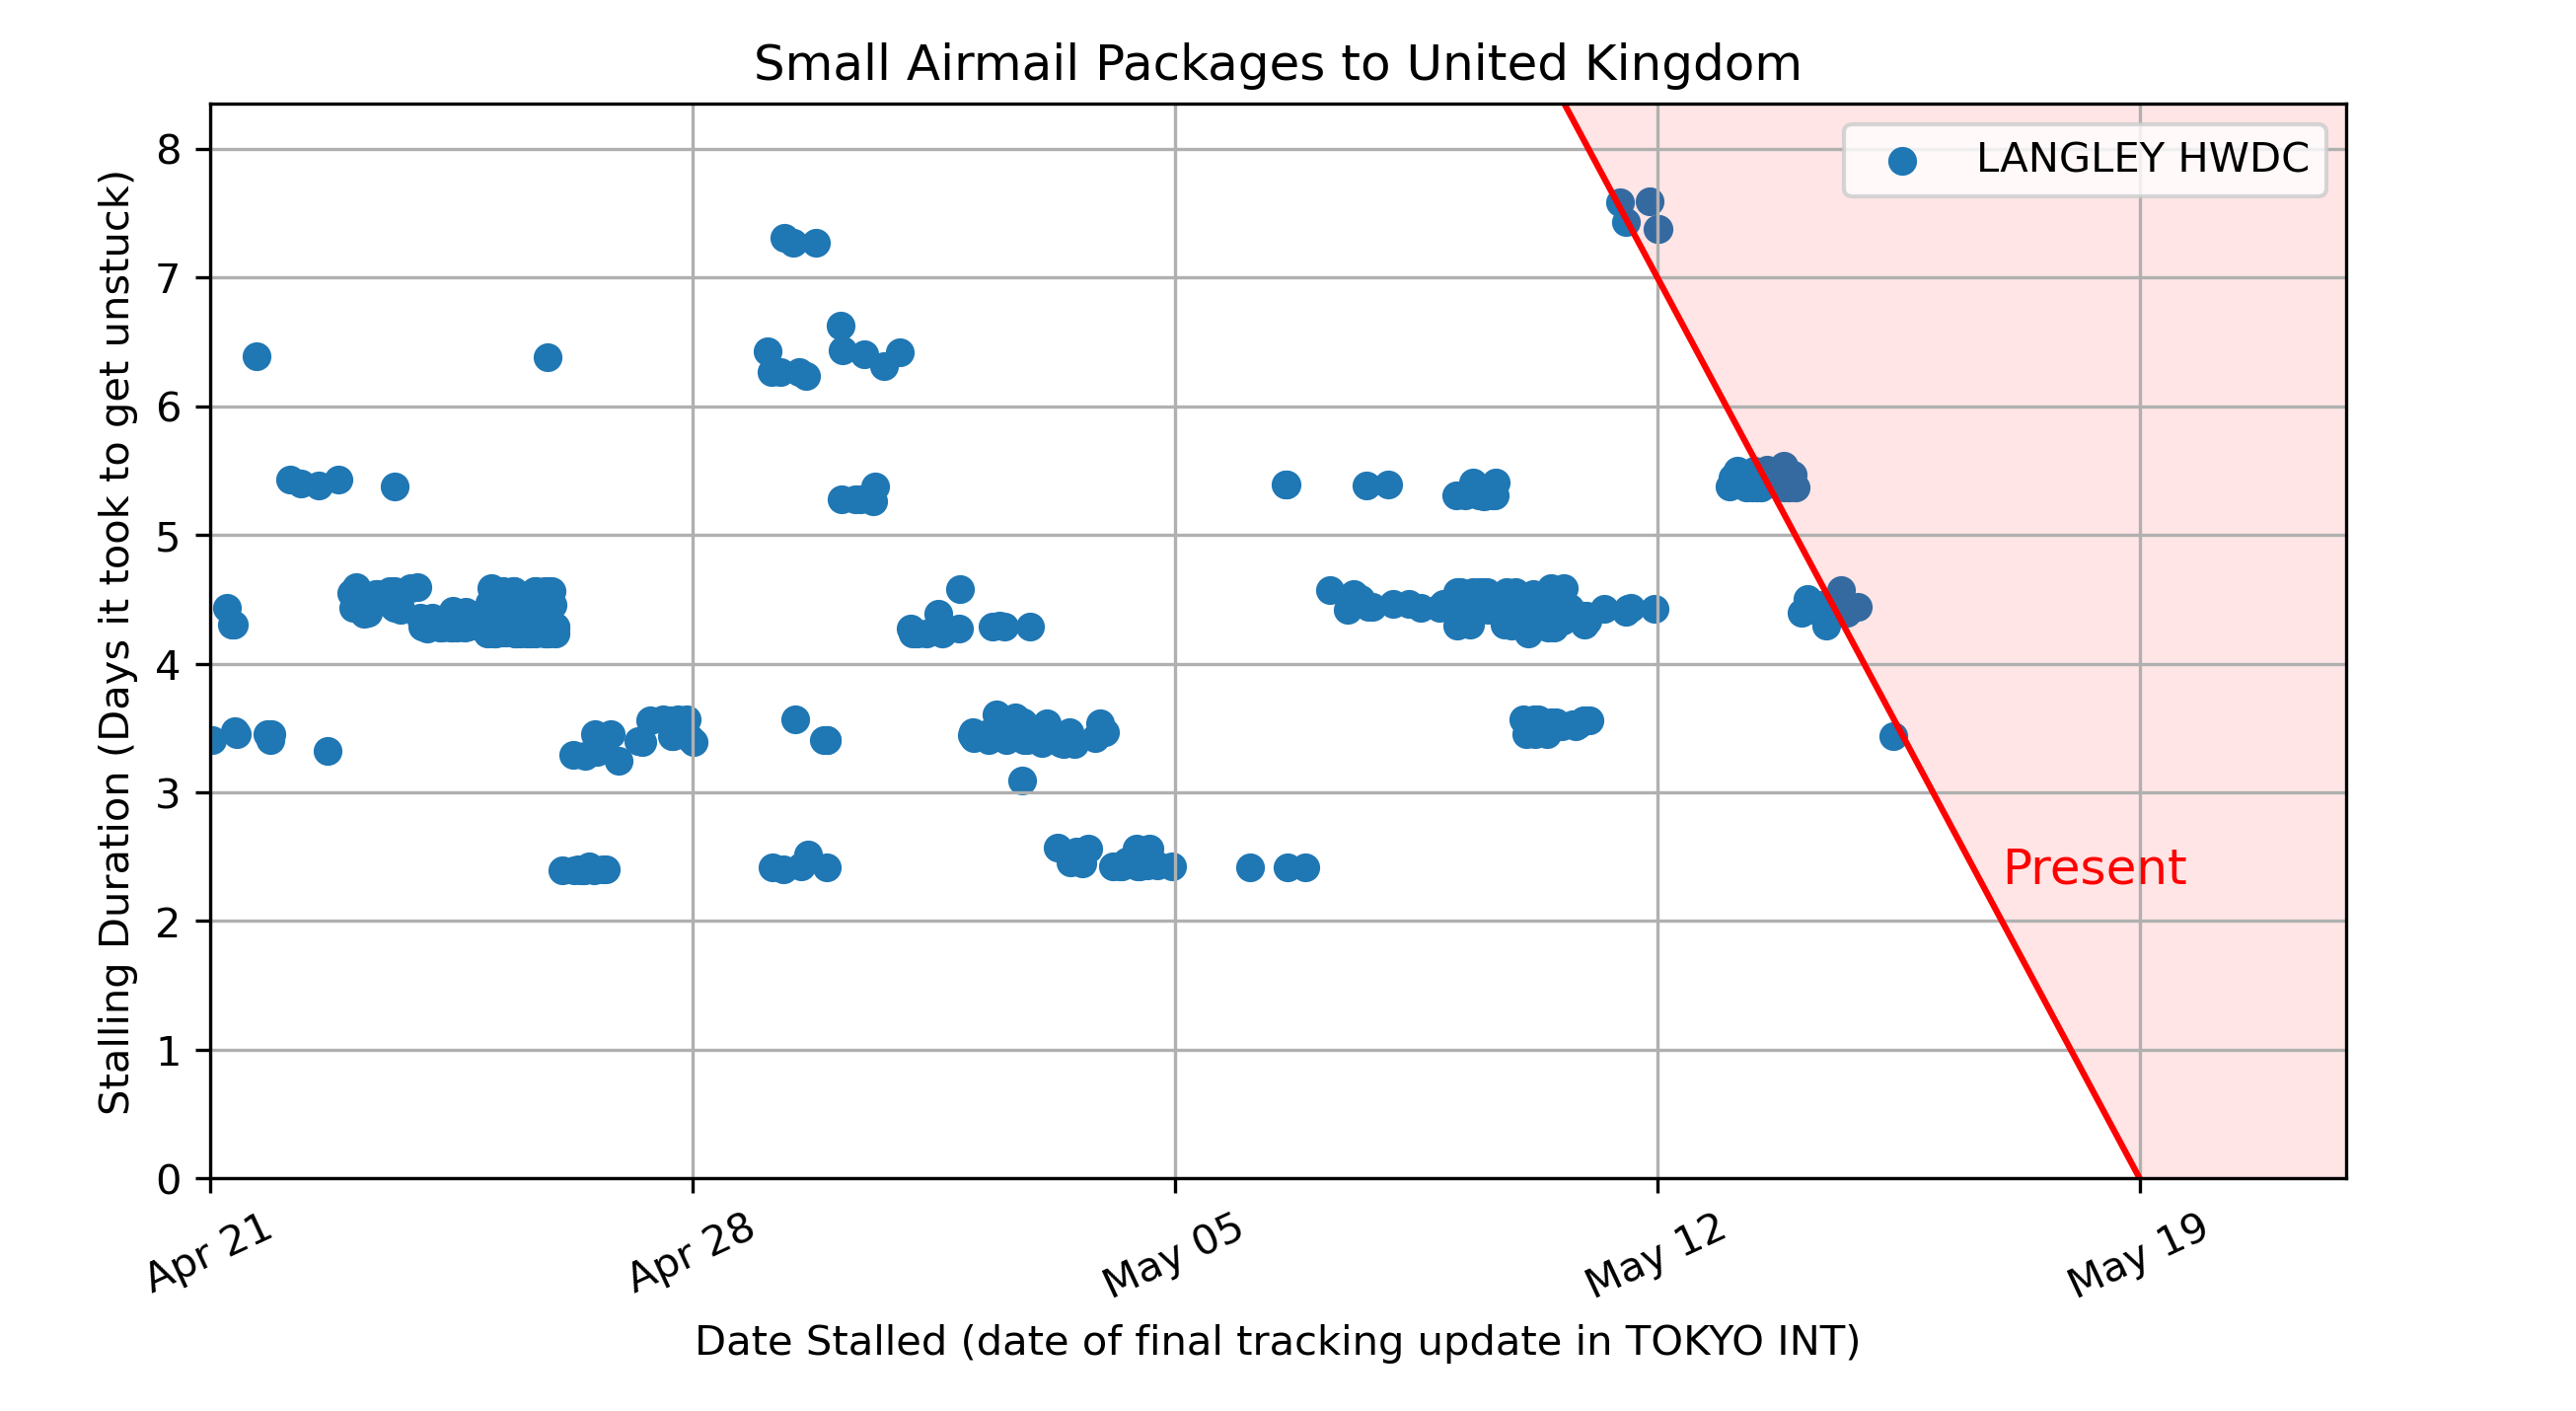 Small Airmail Packages to United Kingdom
LANGLEY HWDC
Stalling Duration (Days it took to get unstuck)
8
7
6
5
4
3
2
1
0
Present
Apr 21
Apr 28
May 05
May 12
May 19
Date Stalled (date of final tracking update in TOKYO INT)